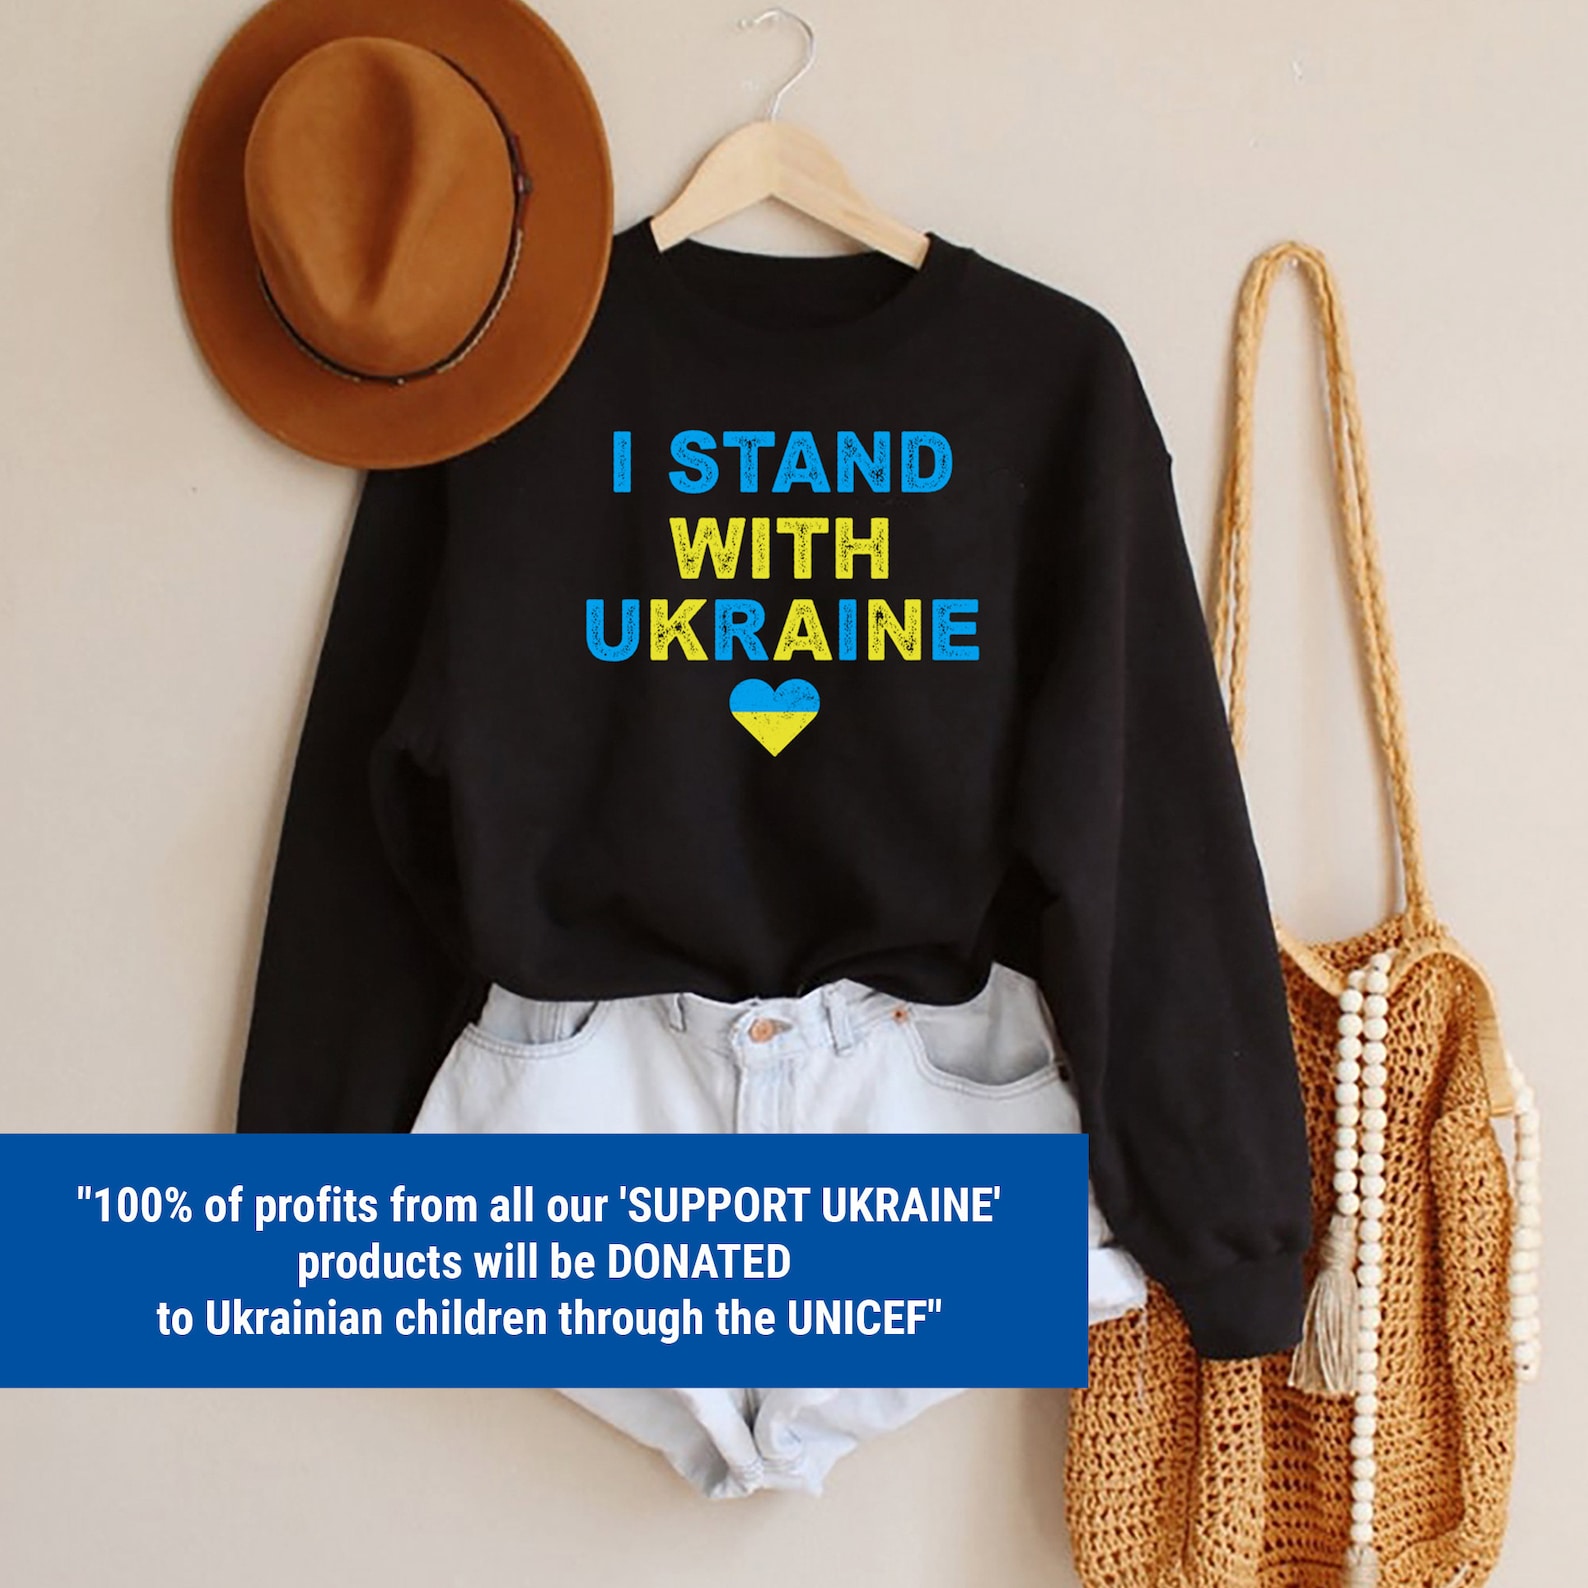 I STAND
WITH
UKRAINE
"100% of profits from all our 'SUPPORT UKRAINE'
products will be DONATED
to Ukrainian children through the UNICEF"